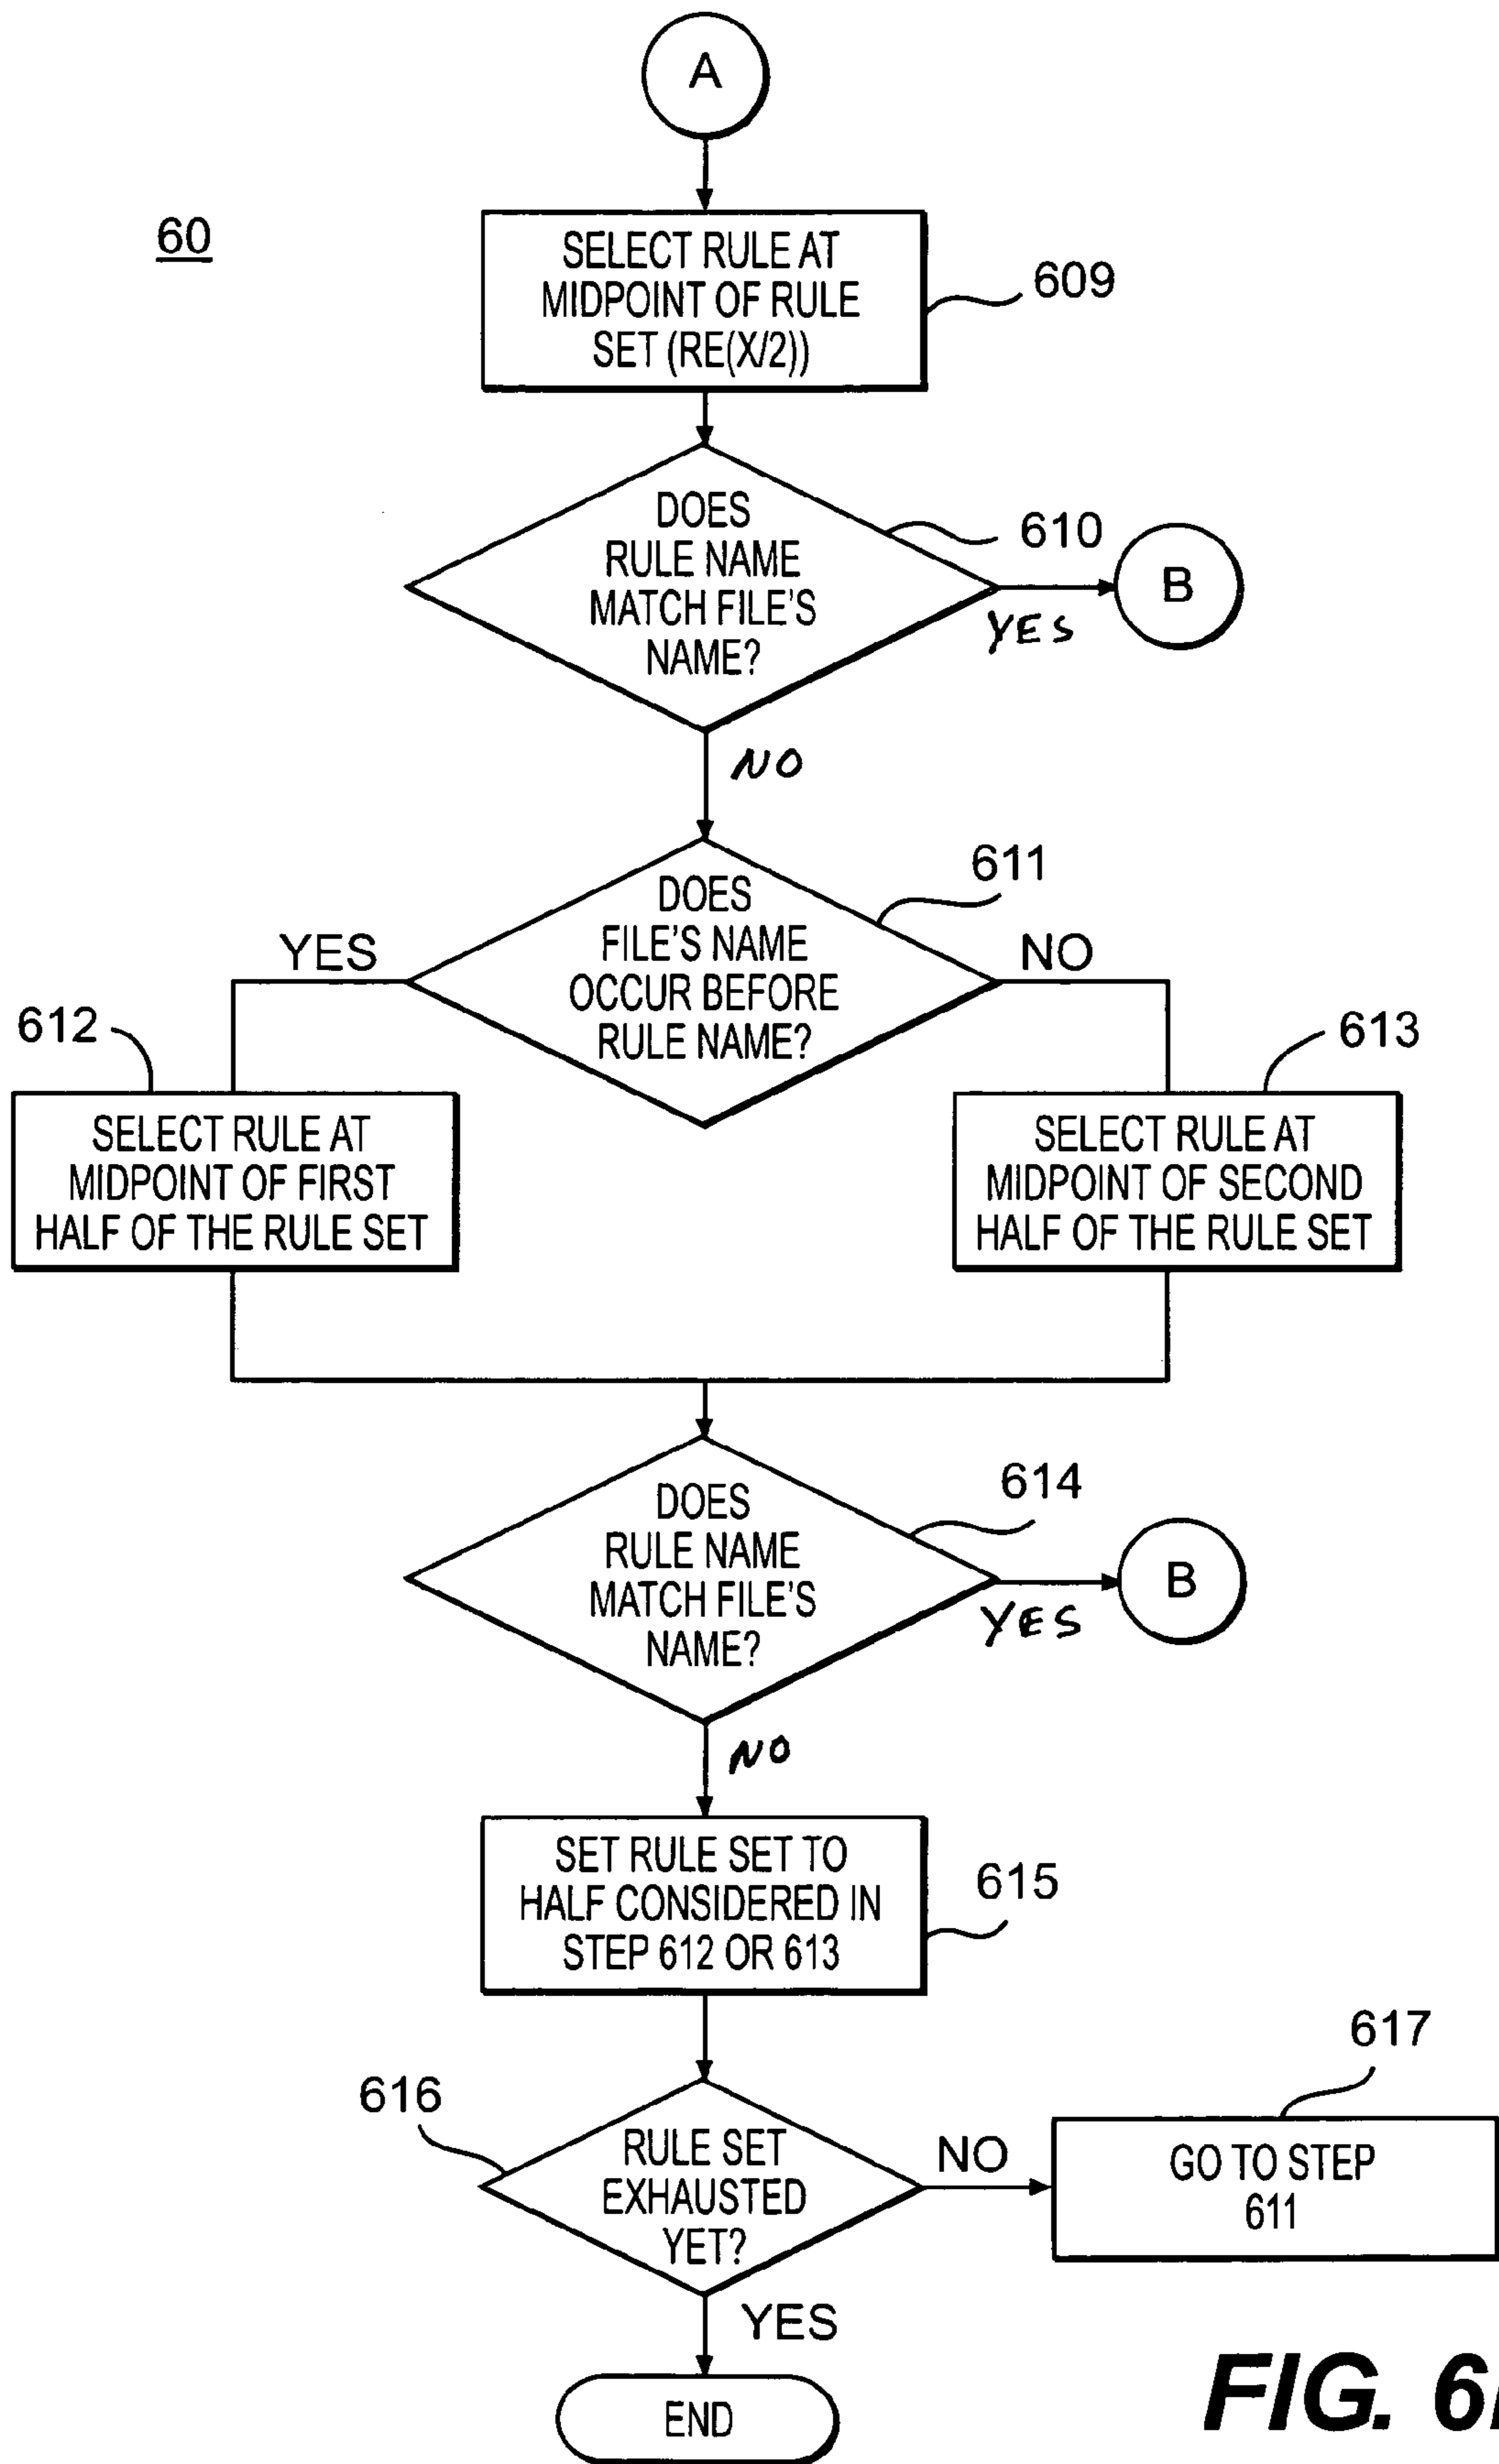 A
60
SELECT RULE AT
MIDPOINT OF RULE
SET (RE(X/2))
609
DOES
RULE NAME
MATCH FILE'S
NAME?
610
B
YES
NO
DOES
FILE'S NAME
OCCUR BEFORE
RULE NAME?
611
YES
NO
612
613
SELECT RULE AT
MIDPOINT OF FIRST
HALF OF THE RULE SET
SELECT RULE AT
MIDPOINT OF SECOND
HALF OF THE RULE SET
DOES
RULE NAME
MATCH FILE'S
NAME?
614
B
YES
NO
SET RULE SET TO
HALF CONSIDERED IN
STEP 612 OR 613
615
616
RULE SET
EXHAUSTED
YET?
NO
617
GO TO STEP
611
YES
END
FIG.